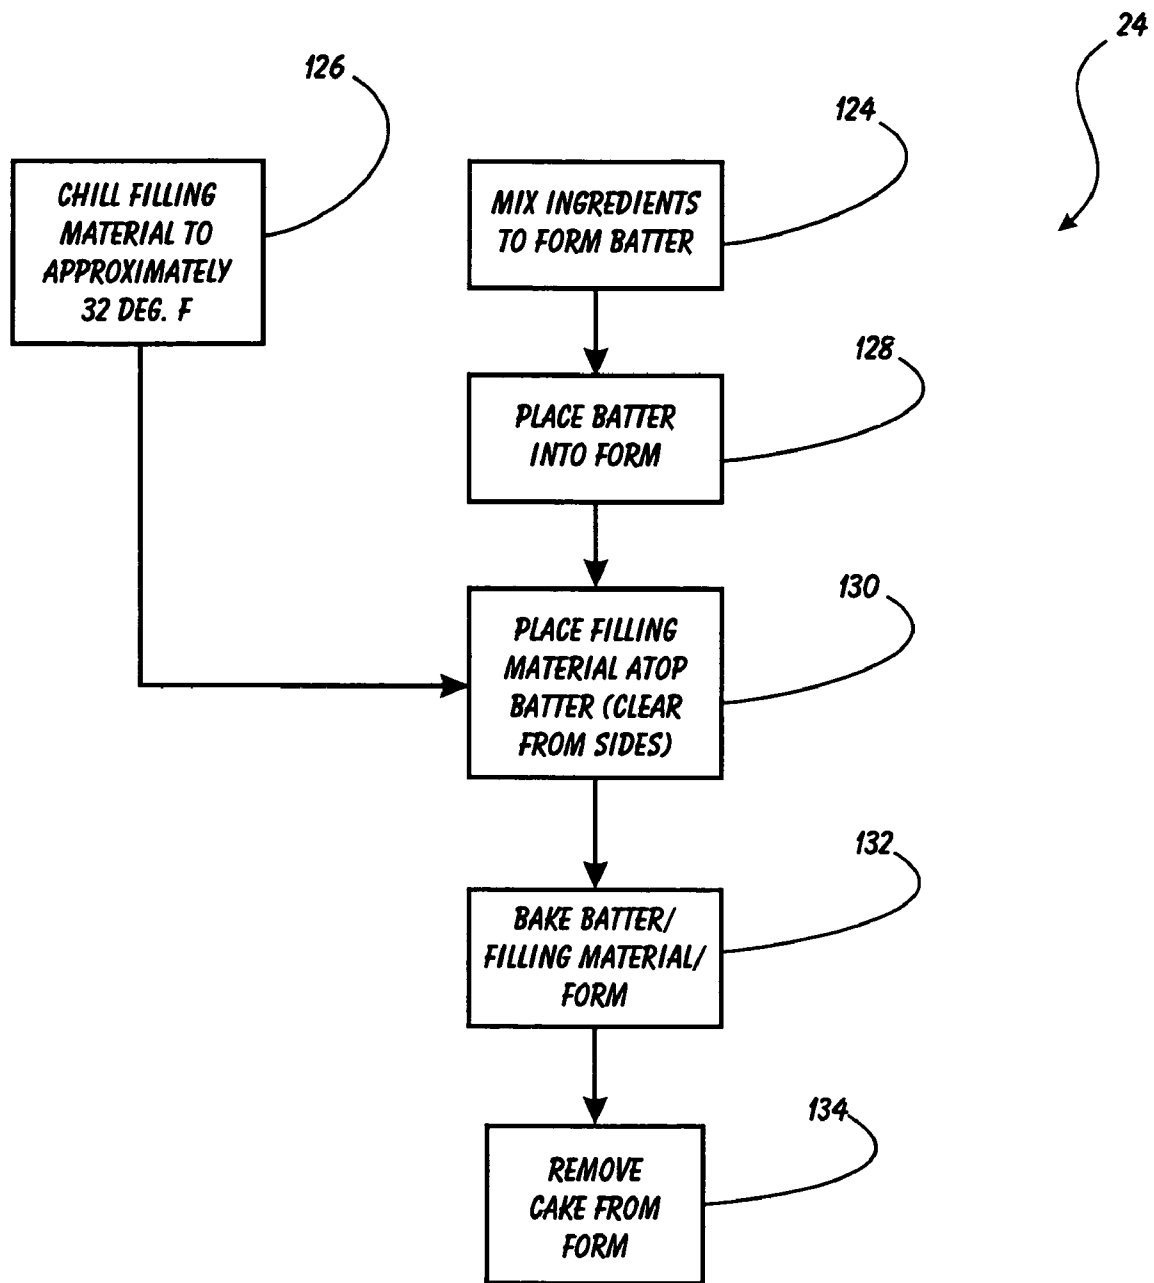 24
126
124
CHILL FILLING
MATERIAL TO
APPROXIMATELY
32 DEG. F
MIX INGREDIENTS
TO FORM BATTER
128
PLACE BATTER
INTO FORM
130
PLACE FILLING
MATERIAL ATOP
BATTER (CLEAR
FROM SIDES)
132
BAKE BATTER/
FILLING MATERIAL/
FORM
134
REMOVE
CAKE FROM
FORM